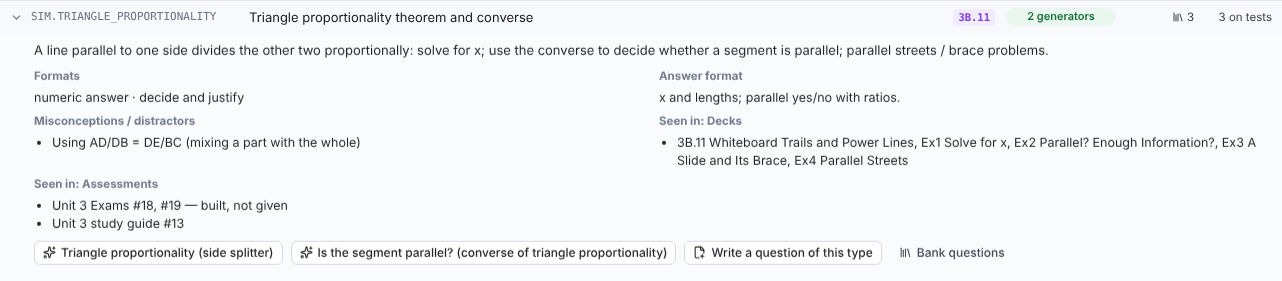 SIM.TRIANGLE_PROPORTIONALITY Triangle proportionality theorem and converse 3B.11 2 generators 3 3 on tests
A line parallel to one side divides the other two proportionally: solve for x; use the converse to decide whether a segment is parallel; parallel streets / brace problems.
Formats
numeric answer · decide and justify
Answer format
x and lengths; parallel yes/no with ratios.
Misconceptions / distractors
• Using AD/DB = DE/BC (mixing a part with the whole)
Seen in: Decks
• 3B.11 Whiteboard Trails and Power Lines, Ex1 Solve for x, Ex2 Parallel? Enough Information?, Ex3 A
Slide and Its Brace, Ex4 Parallel Streets
Seen in: Assessments
• Unit 3 Exams #18, #19 — built, not given
• Unit 3 study guide #13
Triangle proportionality (side splitter) Is the segment parallel? (converse of triangle proportionality) Write a question of this type Bank questions